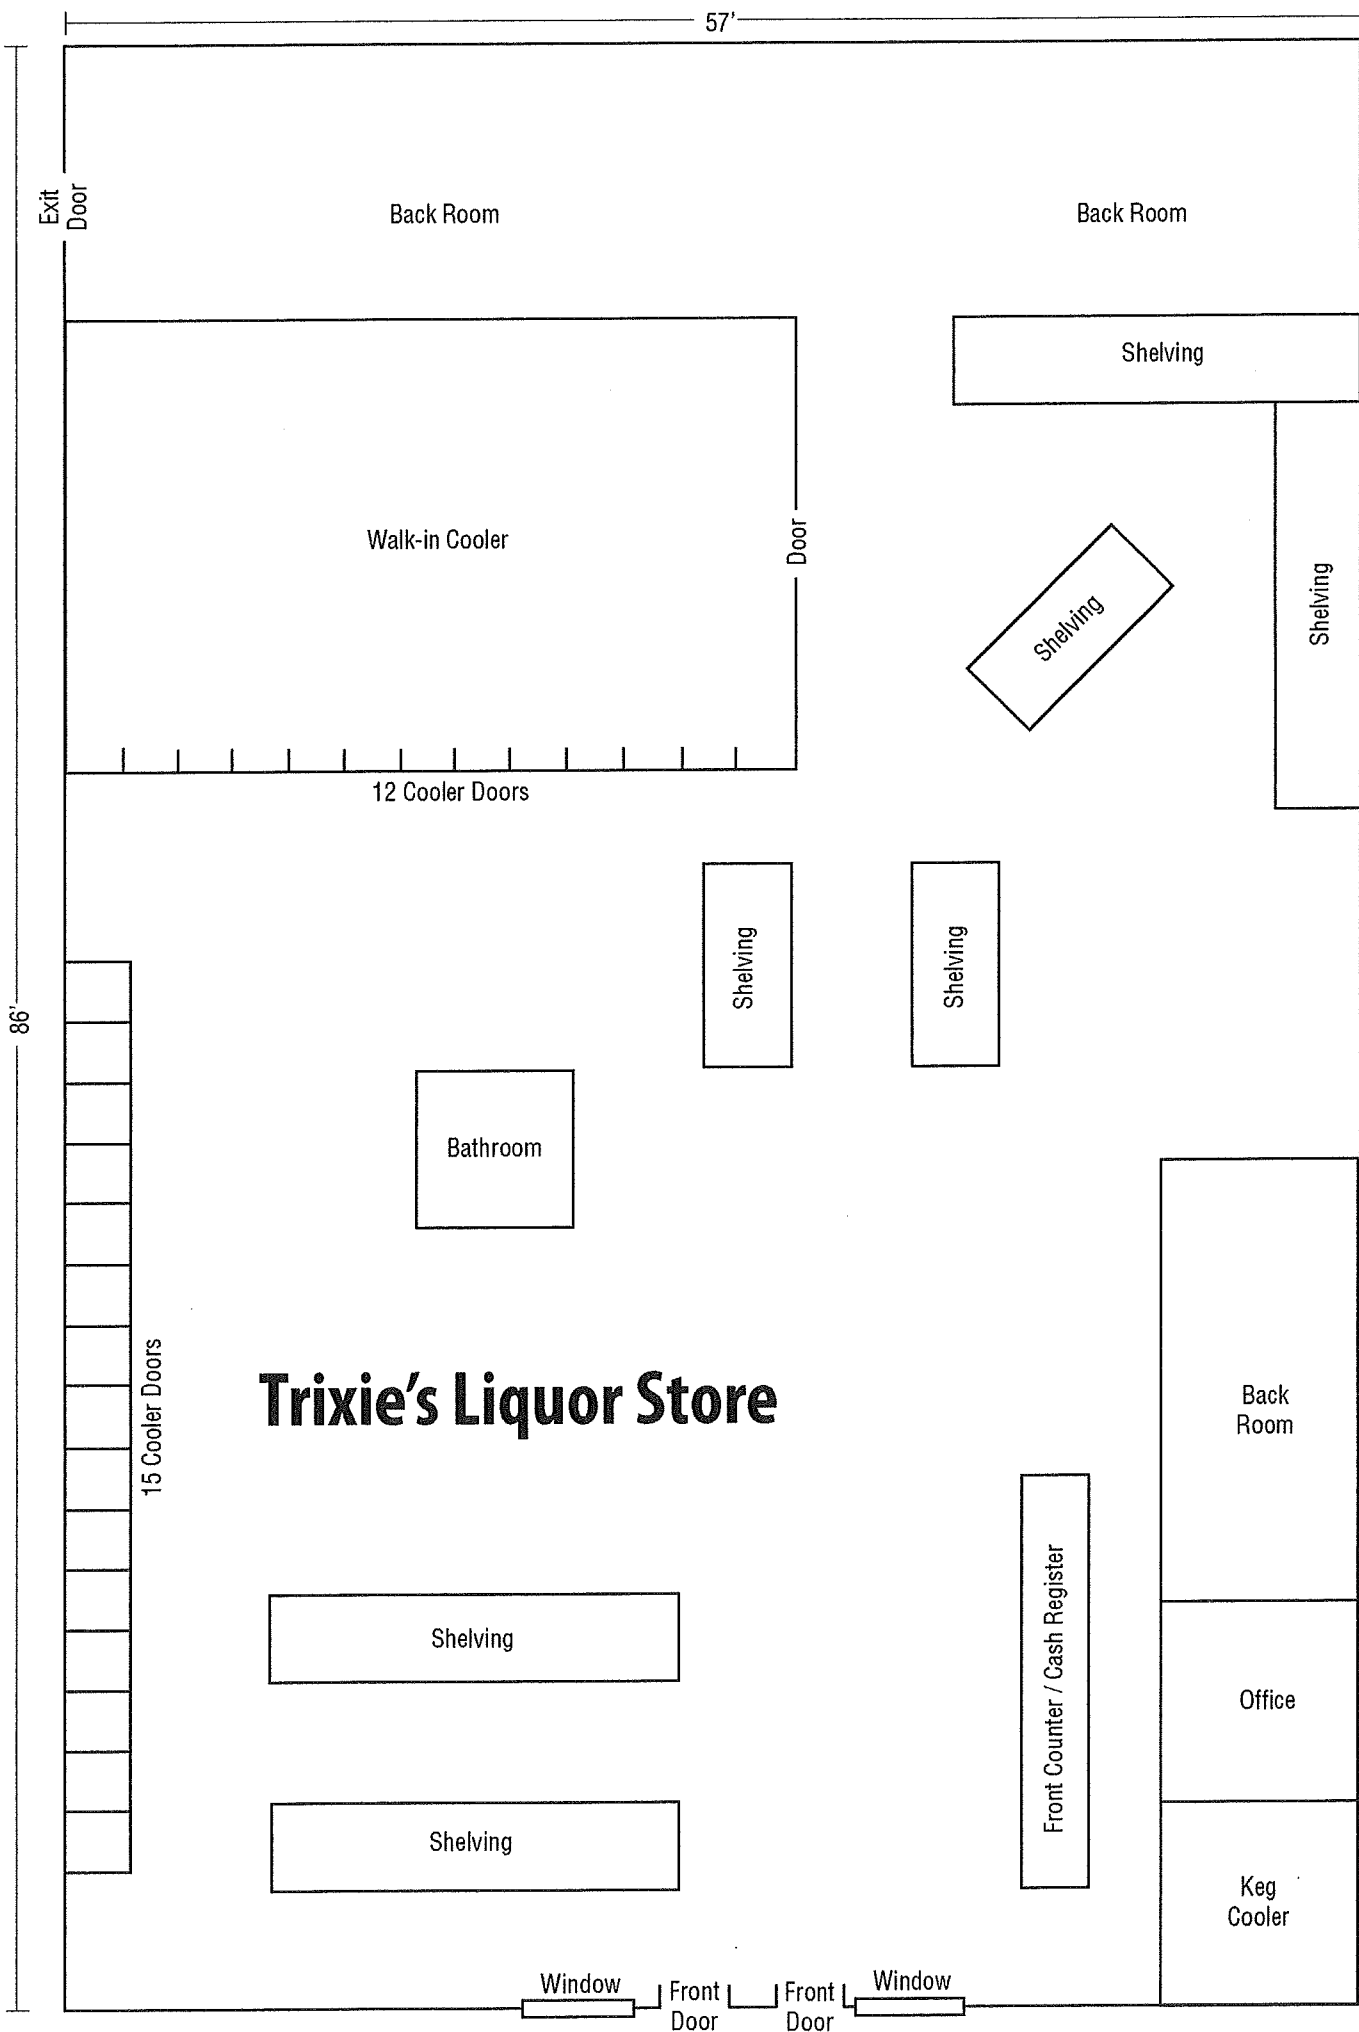 57'
Exit
Door
Back Room
Back Room
Shelving
Walk-in Cooler
Door
Shelving
Shelving
12 Cooler Doors
Shelving
Shelving
86'
Bathroom
15 Cooler Doors
Trixie's Liquor Store
Back
Room
Front Counter / Cash Register
Shelving
Office
Shelving
Keg
Cooler
Window
Front
Door
Front
Door
Window